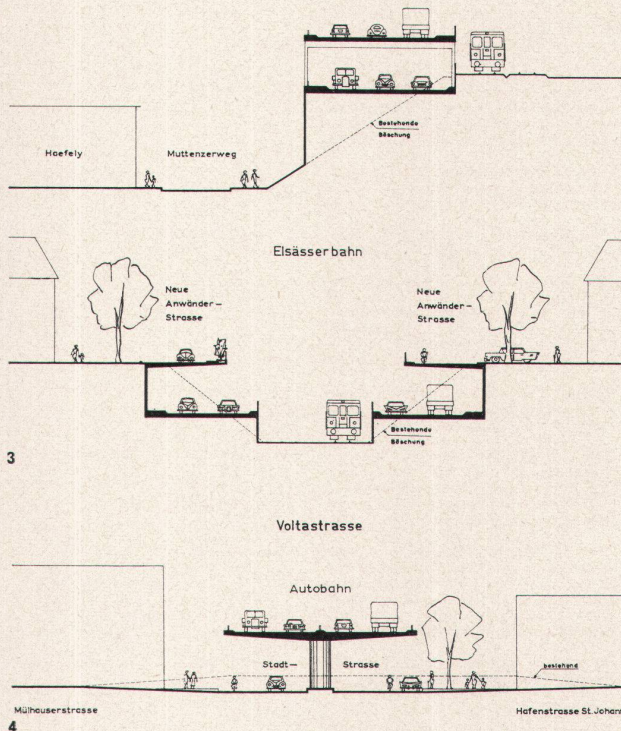 Bestehende
Böschung
Haefely
Muttenzerweg
Elsässerbahn
Neue
Anwänder–
Strasse
Neue
Anwänder–
Strasse
Bestehende
Böschung
3
Voltastrasse
Autobahn
Stadt– Strasse
bestehend
Mülhauserstrasse
Hafenstrasse St. Johann
4